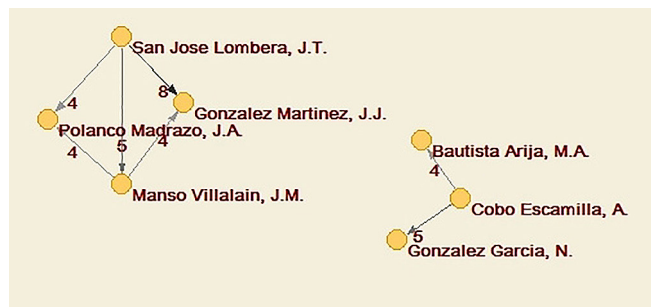 San Jose Lombera, J.T.
4
8
Gonzalez Martinez, J.J.
Polanco Madrazo, J.A.
5
4
4
Manso Villalain, J.M.
Bautista Arija, M.A.
4
Cobo Escamilla, A.
5
Gonzalez Garcia, N.